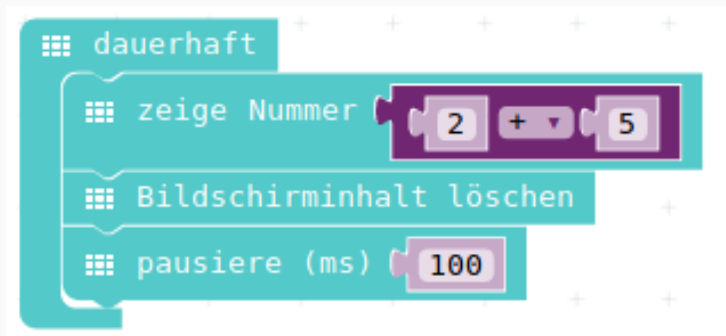 dauerhaft
zeige Nummer 2 + ▾ 5
Bildschirminhalt löschen
pausiere (ms) 100